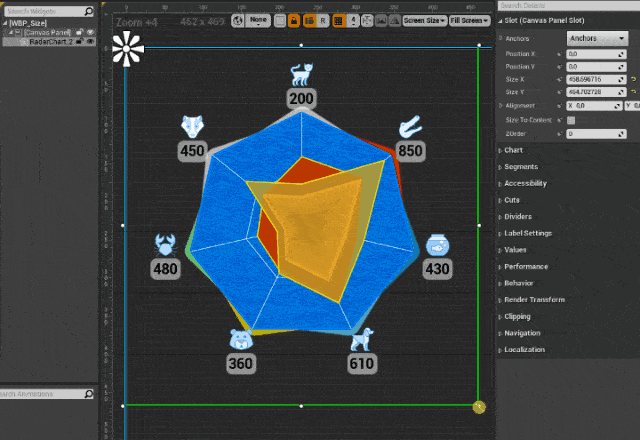 Search Widgets
[WBP_Size]
[Canvas Panel]
RadarChart_2
Search Animations
Zoom +4
462 x 469
None
R
4
Screen Size
Fill Screen
200
450
850
480
430
360
610
Search Details
Slot (Canvas Panel Slot)
Anchors
Anchors
Position X
0,0
Position Y
0,0
Size X
458,596716
Size Y
464,702728
Alignment
X 0,0
Y 0,0
Size To Content
ZOrder
0
Chart
Segments
Accessibility
Cuts
Dividers
Label Settings
Values
Performance
Behavior
Render Transform
Clipping
Navigation
Localization